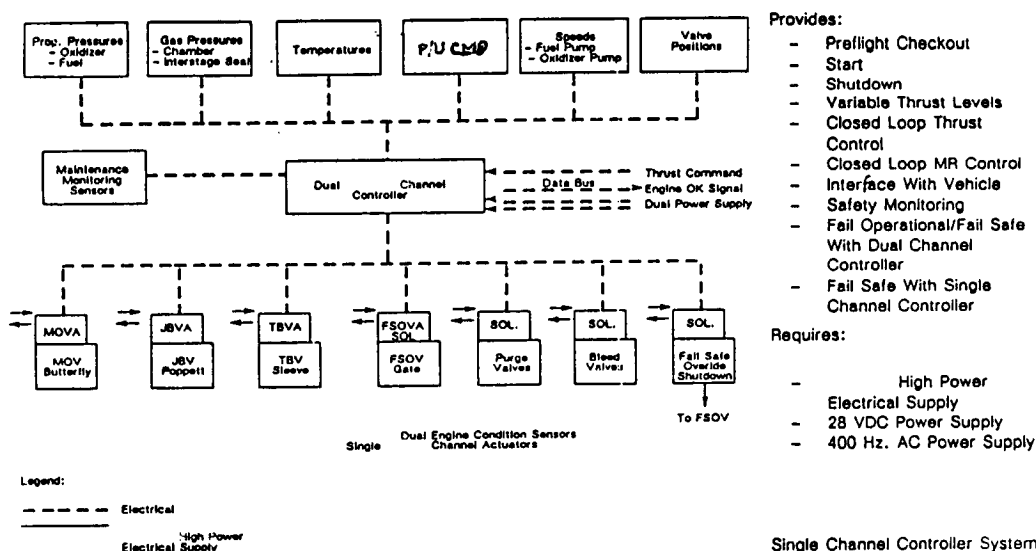 Prop. Pressures
- Oxidizer
- Fuel
Gas Pressures
- Chamber
- Interstage Seal
Temperatures
P/U CMD
Speeds
- Fuel Pump
- Oxidizer Pump
Valve
Positions
Maintenance
Monitoring
Sensors
Dual Channel
Controller
Thrust Command
Data Bus
Engine OK Signal
Dual Power Supply
MOVA
MOV
Butterfly
JBVA
JBV
Poppett
TBVA
TBV
Sleeve
FSOVA
SOL
FSOV
Gate
SOL.
Purge
Valves
SOL.
Bleed
Valves
SOL.
Fail Safe
Overide
Shutdown
To FSOV
Dual Engine Condition Sensors
Single Channel Actuators
Legend:
Electrical
High Power
Electrical Supply
Provides:
- Preflight Checkout
- Start
- Shutdown
- Variable Thrust Levels
- Closed Loop Thrust
Control
- Closed Loop MR Control
- Interface With Vehicle
- Safety Monitoring
- Fail Operational/Fail Safe
With Dual Channel
Controller
- Fail Safe With Single
Channel Controller
Requires:
- High Power
Electrical Supply
- 28 VDC Power Supply
- 400 Hz. AC Power Supply
Single Channel Controller System